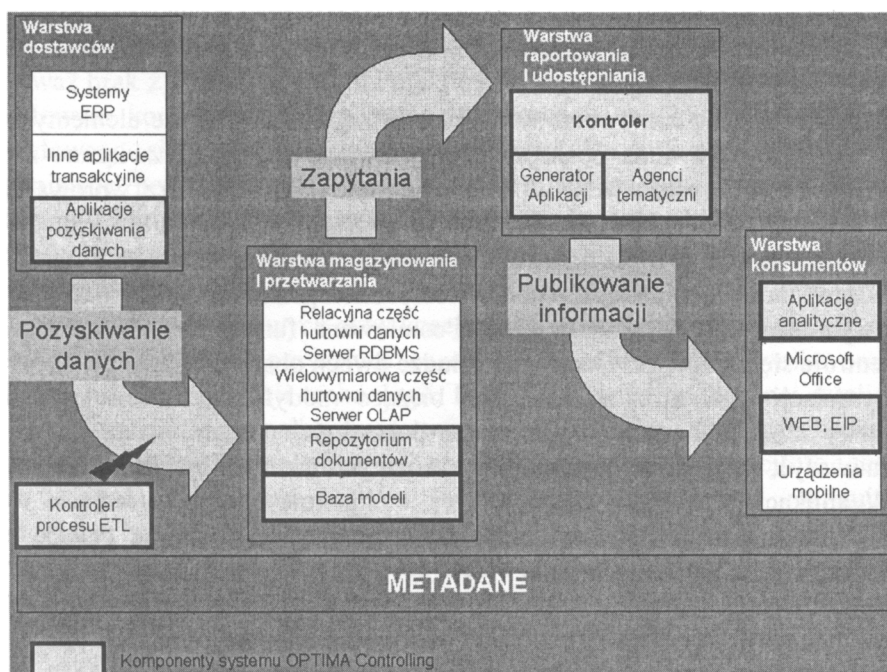 Warstwa
dostawców
Systemy
ERP
Inne aplikacje
transakcyjne
Aplikacje
pozyskiwania
danych
Pozyskiwanie
danych
Kontroler
procesu ETL
Zapytania
Warstwa magazynowania
I przetwarzania
Relacyjna część
hurtowni danych
Serwer RDBMS
Wielowymiarowa część
hurtowni danych
Serwer OLAP
Repozytorium
dokumentów
Baza modeli
Warstwa
raportowania
I udostępniania
Kontroler
Generator
Aplikacji
Agenci
tematyczni
Publikowanie
informacji
Warstwa
konsumentów
Aplikacje
analityczne
Microsoft
Office
WEB, EIP
Urządzenia
mobilne
METADANE
Komponenty systemu OPTIMA Controlling